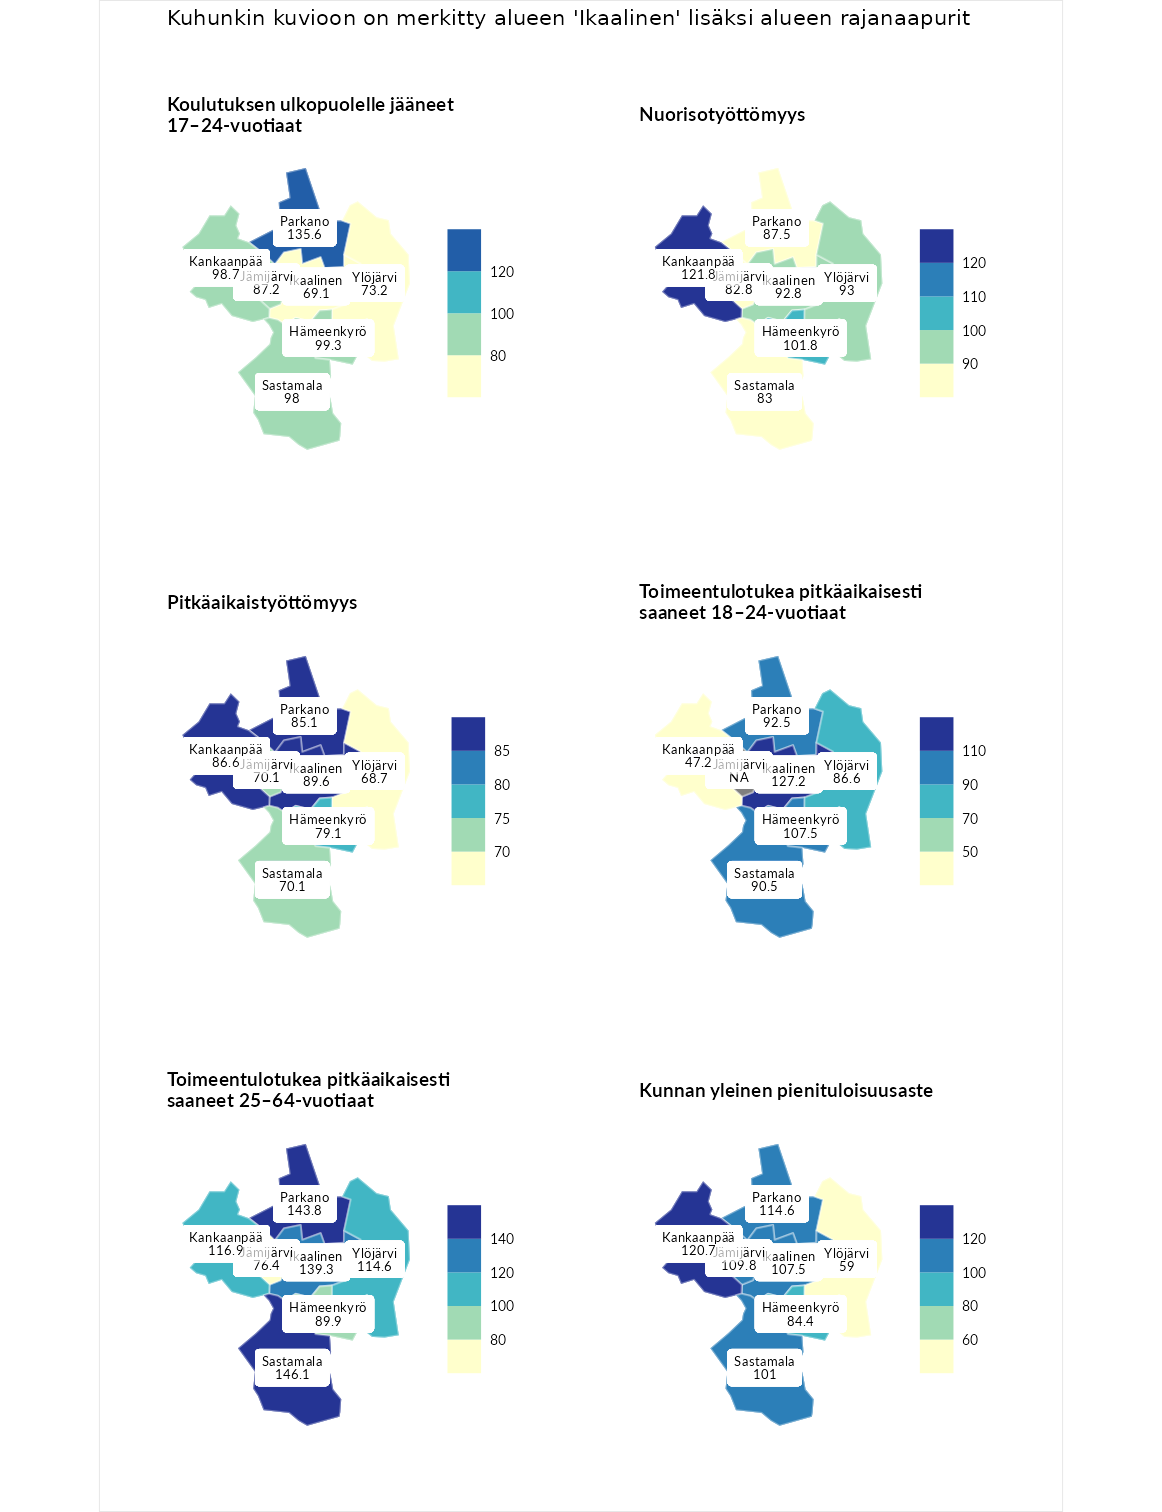 Kuhunkin kuvioon on merkitty alueen 'Ikaalinen' lisäksi alueen rajanaapurit
Koulutuksen ulkopuolelle jääneet
17–24-vuotiaat
Parkano
135.6
Kankaanpää
98.7
Jämijärvi
87.2
Ikaalinen
69.1
Ylöjärvi
73.2
Hämeenkyrö
99.3
Sastamala
98
120
100
80
Nuorisotyöttömyys
Parkano
87.5
Kankaanpää
121.8
Jämijärvi
82.8
Ikaalinen
92.8
Ylöjärvi
93
Hämeenkyrö
101.8
Sastamala
83
120
110
100
90
Pitkäaikaistyöttömyys
Parkano
85.1
Kankaanpää
86.6
Jämijärvi
70.1
Ikaalinen
89.6
Ylöjärvi
68.7
Hämeenkyrö
79.1
Sastamala
70.1
85
80
75
70
Toimeentulotukea pitkäaikaisesti
saaneet 18–24-vuotiaat
Parkano
92.5
Kankaanpää
47.2
Jämijärvi
NA
Ikaalinen
127.2
Ylöjärvi
86.6
Hämeenkyrö
107.5
Sastamala
90.5
110
90
70
50
Toimeentulotukea pitkäaikaisesti
saaneet 25–64-vuotiaat
Parkano
143.8
Kankaanpää
116.9
Jämijärvi
76.4
Ikaalinen
139.3
Ylöjärvi
114.6
Hämeenkyrö
89.9
Sastamala
146.1
140
120
100
80
Kunnan yleinen pienituloisuusaste
Parkano
114.6
Kankaanpää
120.7
Jämijärvi
109.8
Ikaalinen
107.5
Ylöjärvi
59
Hämeenkyrö
84.4
Sastamala
101
120
100
80
60